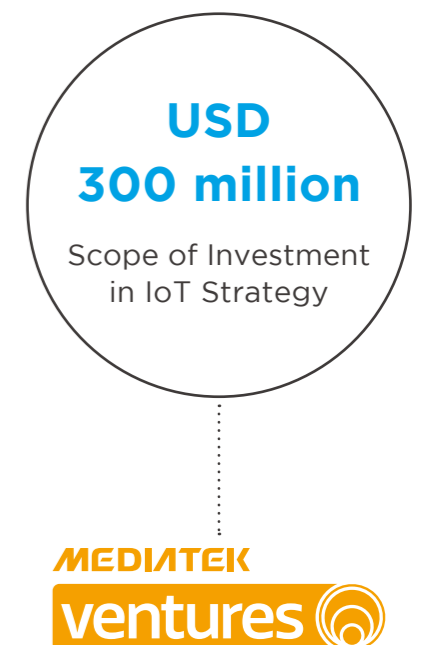 USD
300 million
Scope of Investment
in IoT Strategy
MEDIATEK
ventures